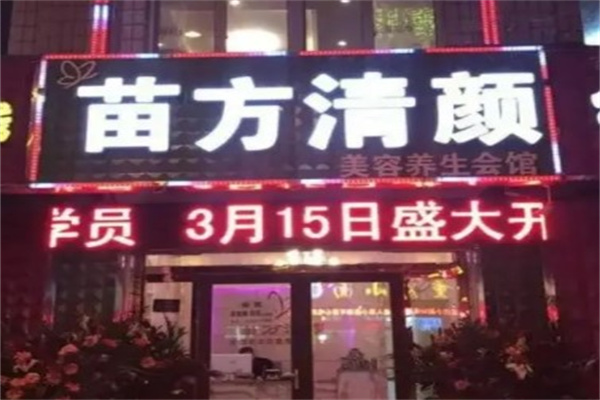 苗方清颜
美容养生会馆
学员 3月15日盛大开